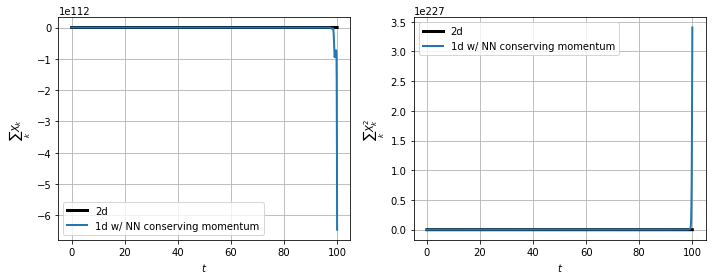 1e112
0
−1
−2
−3
−4
−5
−6
0 20 40 60 80 100
t
∑ₖ Xₖ
2d
1d w/ NN conserving momentum
1e227
3.5
3.0
2.5
2.0
1.5
1.0
0.5
0.0
0 20 40 60 80 100
t
∑ₖ Xₖ²
2d
1d w/ NN conserving momentum